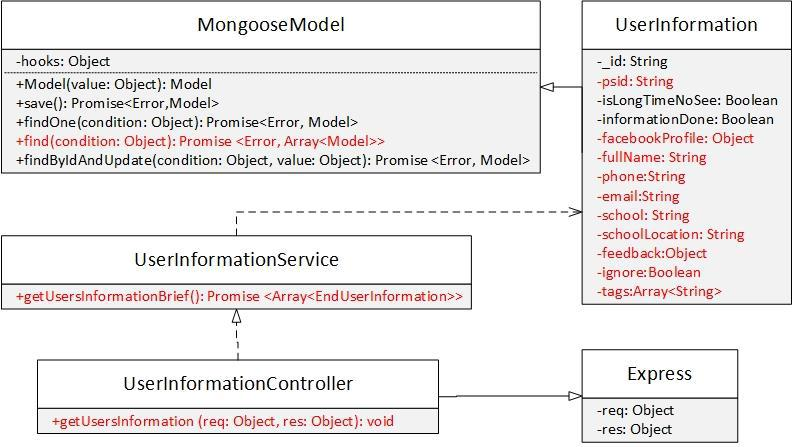 MongooseModel
-hooks: Object
+Model(value: Object): Model
+save(): Promise<Error,Model>
+findOne(condition: Object): Promise<Error, Model>
+find(condition: Object): Promise <Error, Array<Model>>
+findByIdAndUpdate(condition: Object, value: Object): Promise <Error, Model>
UserInformation
-_id: String
-psid: String
-isLongTimeNoSee: Boolean
-informationDone: Boolean
-facebookProfile: Object
-fullName: String
-phone:String
-email:String
-school: String
-schoolLocation: String
-feedback:Object
-ignore:Boolean
-tags:Array<String>
UserInformationService
+getUsersInformationBrief(): Promise <Array<EndUserInformation>>
UserInformationController
+getUsersInformation (req: Object, res: Object): void
Express
-req: Object
-res: Object